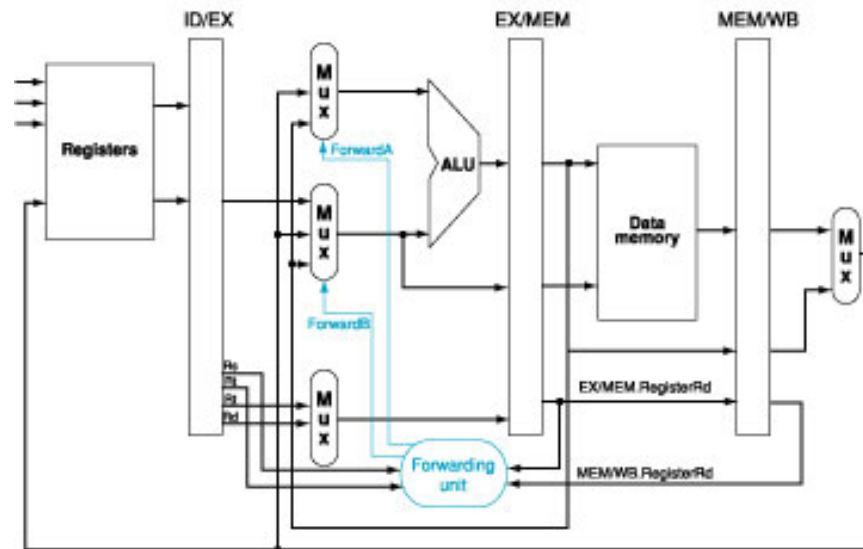 ID/EX
EX/MEM
MEM/WB
Registers
Mux
ForwardA
ALU
Mux
Data
memory
Mux
ForwardB
Rs
Rt
Rt
Rd
Mux
EX/MEM.RegisterRd
Forwarding
unit
MEM/WB.RegisterRd